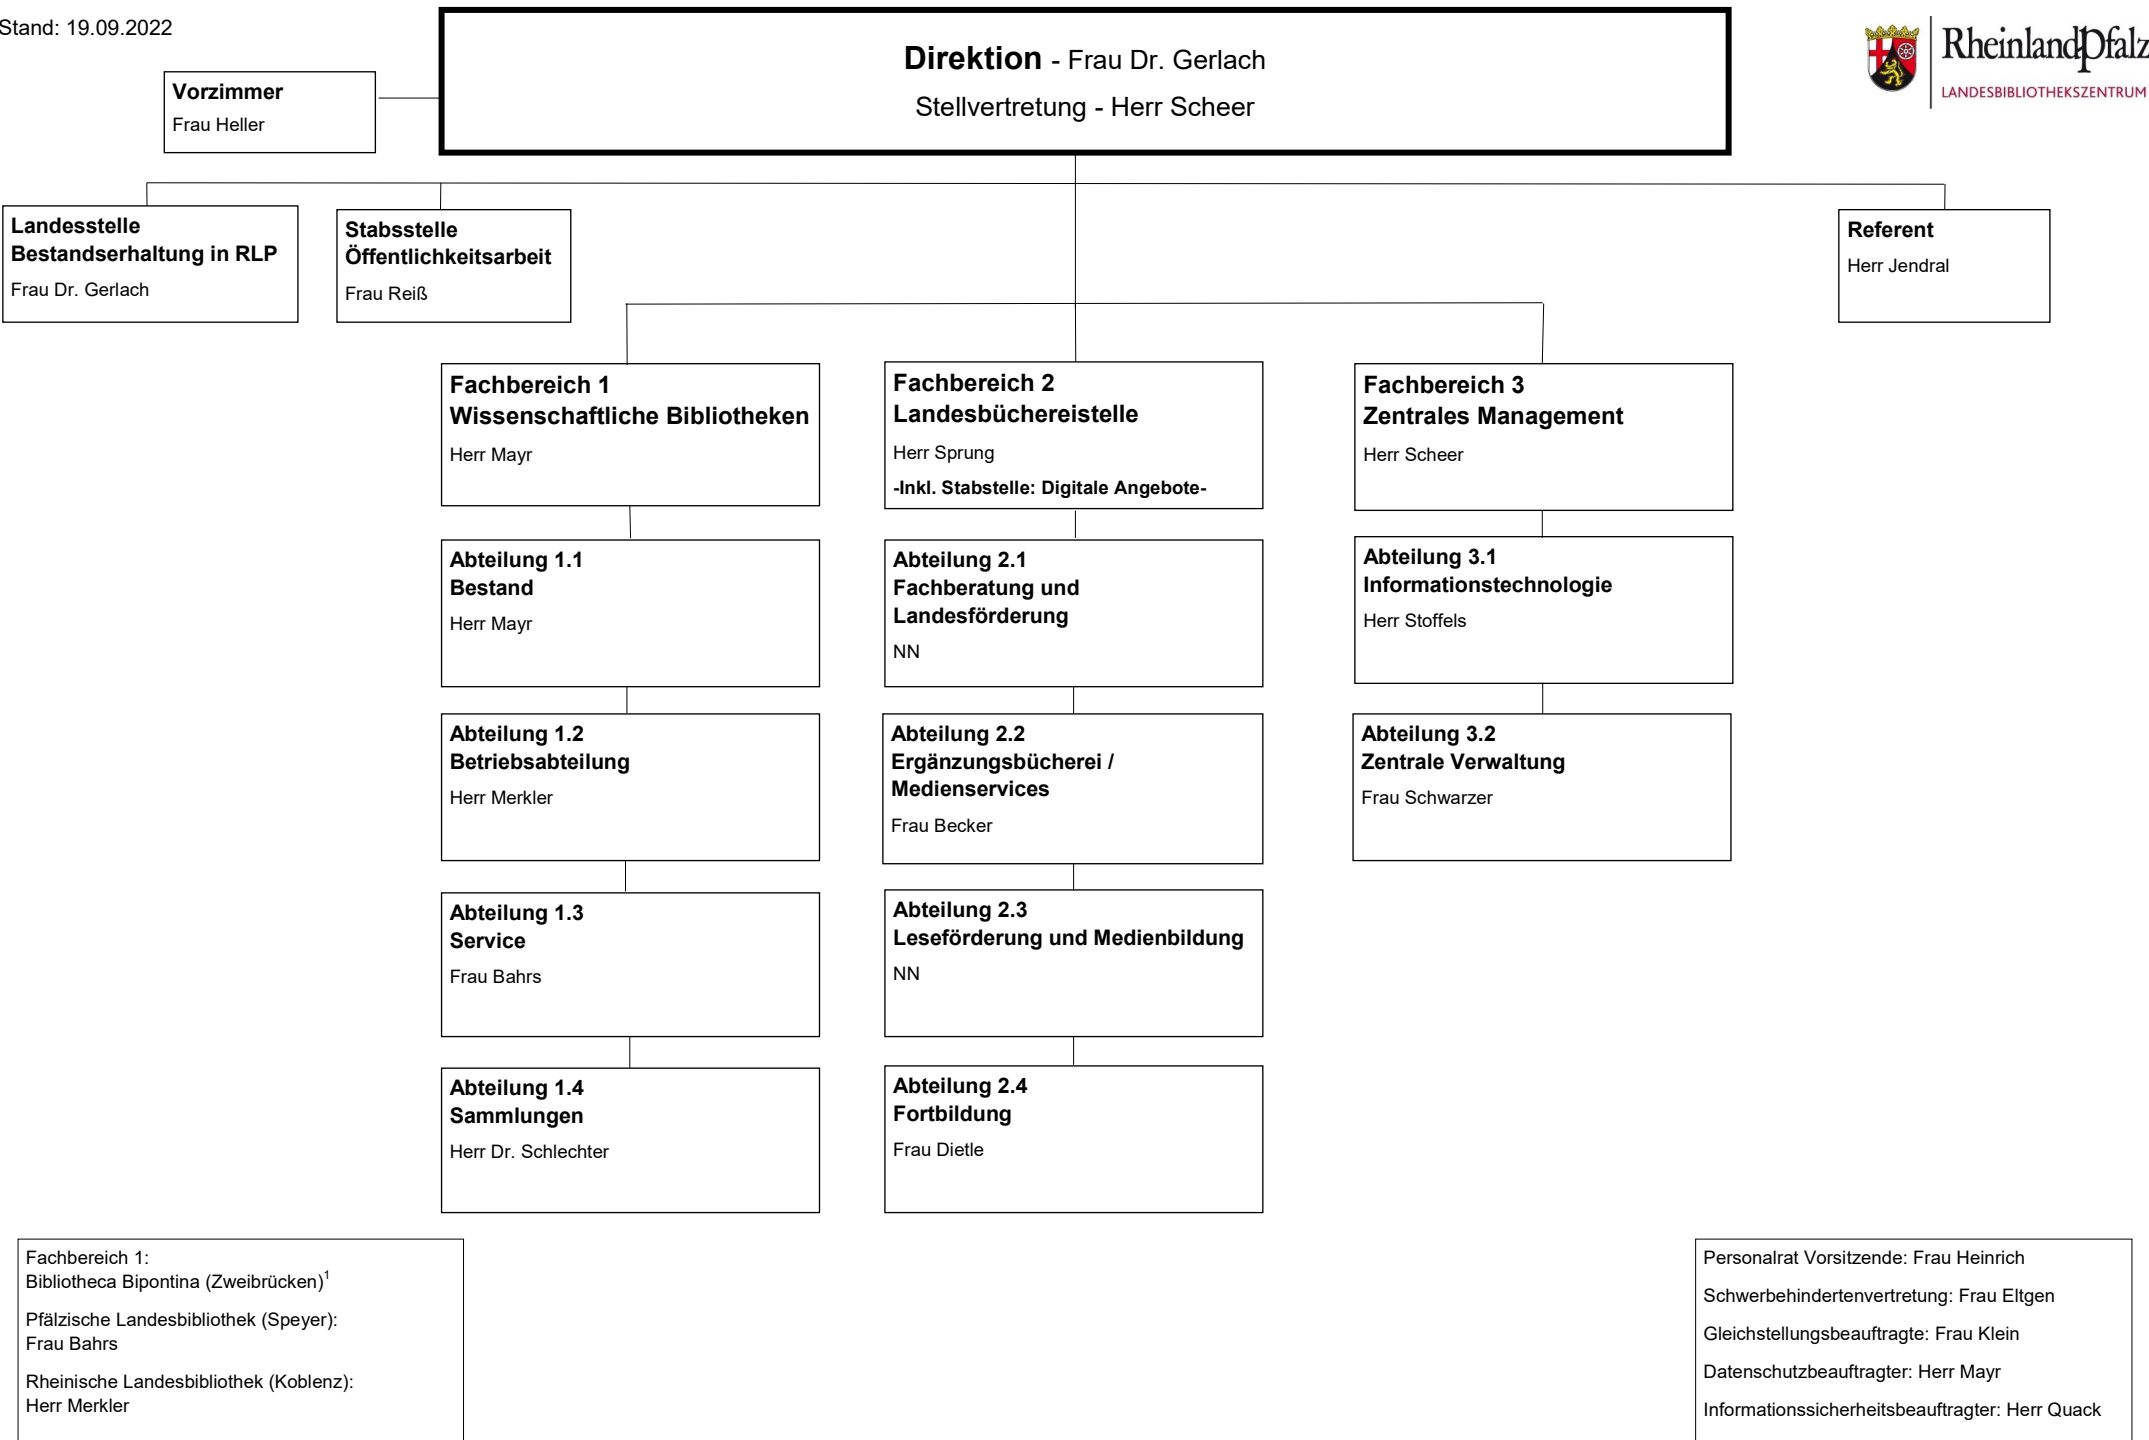 Stand: 19.09.2022
Direktion - Frau Dr. Gerlach
Stellvertretung - Herr Scheer
RheinlandPfalz
LANDESBIBLIOTHEKSZENTRUM
Vorzimmer
Frau Heller
Landesstelle
Bestandserhaltung in RLP
Frau Dr. Gerlach
Stabsstelle
Öffentlichkeitsarbeit
Frau Reiß
Referent
Herr Jendral
Fachbereich 1
Wissenschaftliche Bibliotheken
Herr Mayr
Abteilung 1.1
Bestand
Herr Mayr
Abteilung 1.2
Betriebsabteilung
Herr Merkler
Abteilung 1.3
Service
Frau Bahrs
Abteilung 1.4
Sammlungen
Herr Dr. Schlechter
Fachbereich 2
Landesbüchereistelle
Herr Sprung
-Inkl. Stabstelle: Digitale Angebote-
Abteilung 2.1
Fachberatung und
Landesförderung
NN
Abteilung 2.2
Ergänzungsbücherei /
Medienservices
Frau Becker
Abteilung 2.3
Leseförderung und Medienbildung
NN
Abteilung 2.4
Fortbildung
Frau Dietle
Fachbereich 3
Zentrales Management
Herr Scheer
Abteilung 3.1
Informationstechnologie
Herr Stoffels
Abteilung 3.2
Zentrale Verwaltung
Frau Schwarzer
Fachbereich 1:
Bibliotheca Bipontina (Zweibrücken)¹
Pfälzische Landesbibliothek (Speyer):
Frau Bahrs
Rheinische Landesbibliothek (Koblenz):
Herr Merkler
Personalrat Vorsitzende: Frau Heinrich
Schwerbehindertenvertretung: Frau Eltgen
Gleichstellungsbeauftragte: Frau Klein
Datenschutzbeauftragter: Herr Mayr
Informationssicherheitsbeauftragter: Herr Quack